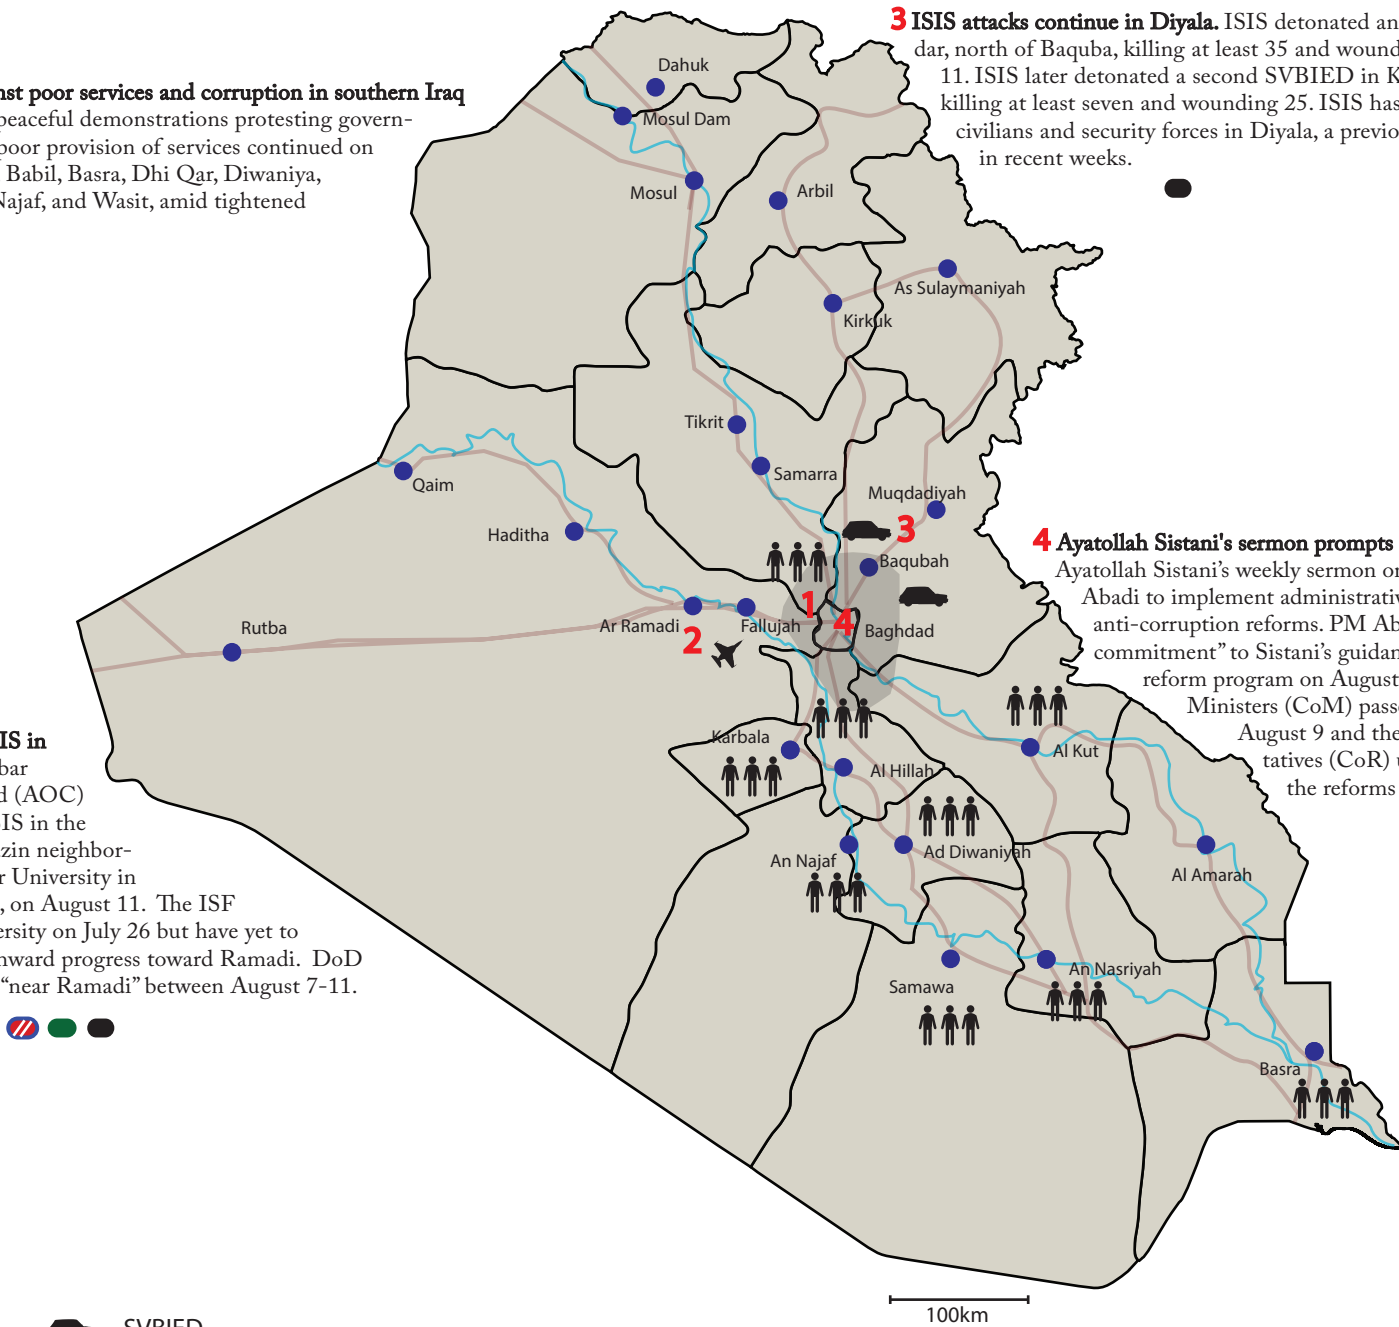 nst poor services and corruption in southern Iraq
peaceful demonstrations protesting govern-
poor provision of services continued on
Babil, Basra, Dhi Qar, Diwaniya,
Najaf, and Wasit, amid tightened
3 ISIS attacks continue in Diyala. ISIS detonated an
dar, north of Baquba, killing at least 35 and wound
11. ISIS later detonated a second SVBIED in K
killing at least seven and wounding 25. ISIS has
civilians and security forces in Diyala, a previo
in recent weeks.
Dahuk
Mosul Dam
Mosul
Arbil
As Sulaymaniyah
Kirkuk
Tikrit
Samarra
Qaim
Haditha
Muqdadiyah
3
Baqubah
1
4
Baghdad
Ar Ramadi
Fallujah
2
Rutba
4 Ayatollah Sistani's sermon prompts
Ayatollah Sistani's weekly sermon on
Abadi to implement administrativ
anti-corruption reforms. PM Ab
commitment" to Sistani's guidan
reform program on August
Ministers (CoM) pass
August 9 and the
tatives (CoR) u
the reforms
IS in
bar
d (AOC)
IS in the
zin neighbor-
r University in
, on August 11. The ISF
ersity on July 26 but have yet to
nward progress toward Ramadi. DoD
"near Ramadi" between August 7-11.
Karbala
Al Hillah
Al Kut
An Najaf
Ad Diwaniyah
Al Amarah
Samawa
An Nasriyah
Basra
100km
SVBIED